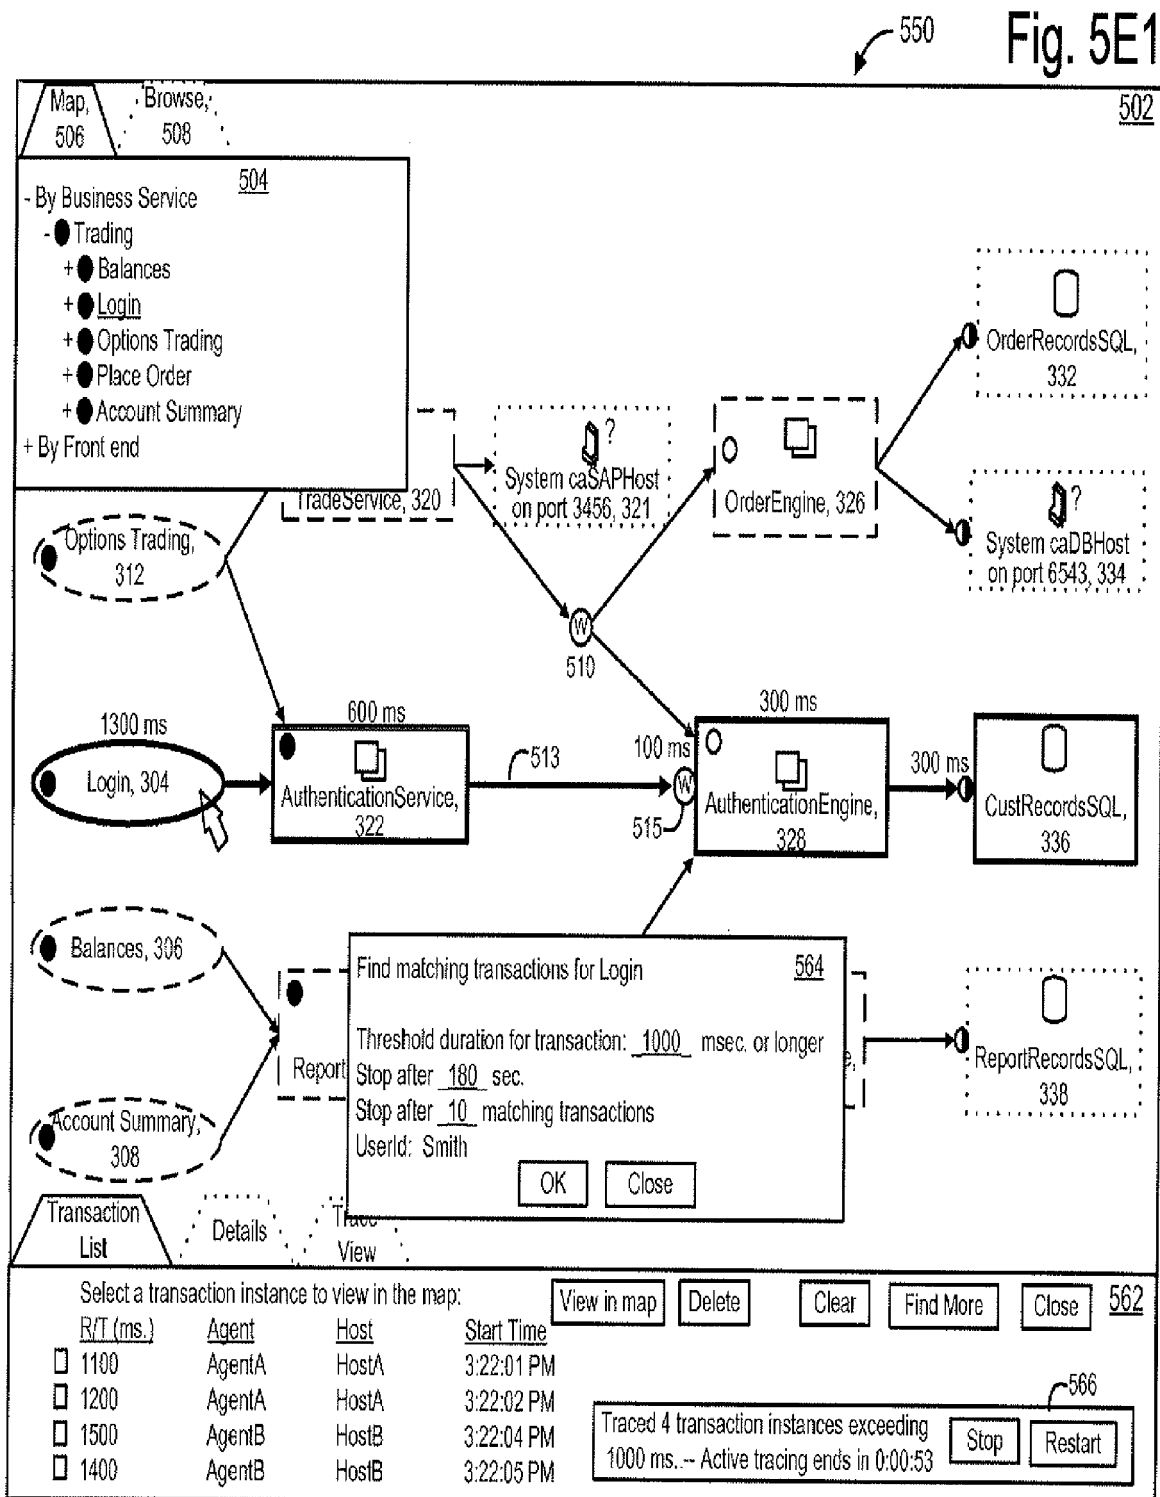 550
Fig. 5E1
502
Map,
506
Browse,
508
504
- By Business Service
- Trading
+ Balances
+ Login
+ Options Trading
+ Place Order
+ Account Summary
+ By Front end
TradeService, 320
?
System caSAPHost
on port 3456, 321
OrderEngine, 326
OrderRecordsSQL,
332
?
System caDBHost
on port 6543, 334
Options Trading,
312
W
510
1300 ms
Login, 304
600 ms
AuthenticationService,
322
513
100 ms
W
515
300 ms
AuthenticationEngine,
328
300 ms
CustRecordsSQL,
336
Balances, 306
Report
Account Summary,
308
ReportRecordsSQL,
338
Find matching transactions for Login
564
Threshold duration for transaction: 1000 msec. or longer
Stop after 180 sec.
Stop after 10 matching transactions
UserId: Smith
OK Close
Transaction
List
Details
Trace
View
Select a transaction instance to view in the map:
View in map Delete Clear Find More Close 562
R/T (ms.) Agent Host Start Time
1100 AgentA HostA 3:22:01 PM
1200 AgentA HostA 3:22:02 PM
1500 AgentB HostB 3:22:04 PM
1400 AgentB HostB 3:22:05 PM
566
Traced 4 transaction instances exceeding
1000 ms. -- Active tracing ends in 0:00:53
Stop Restart